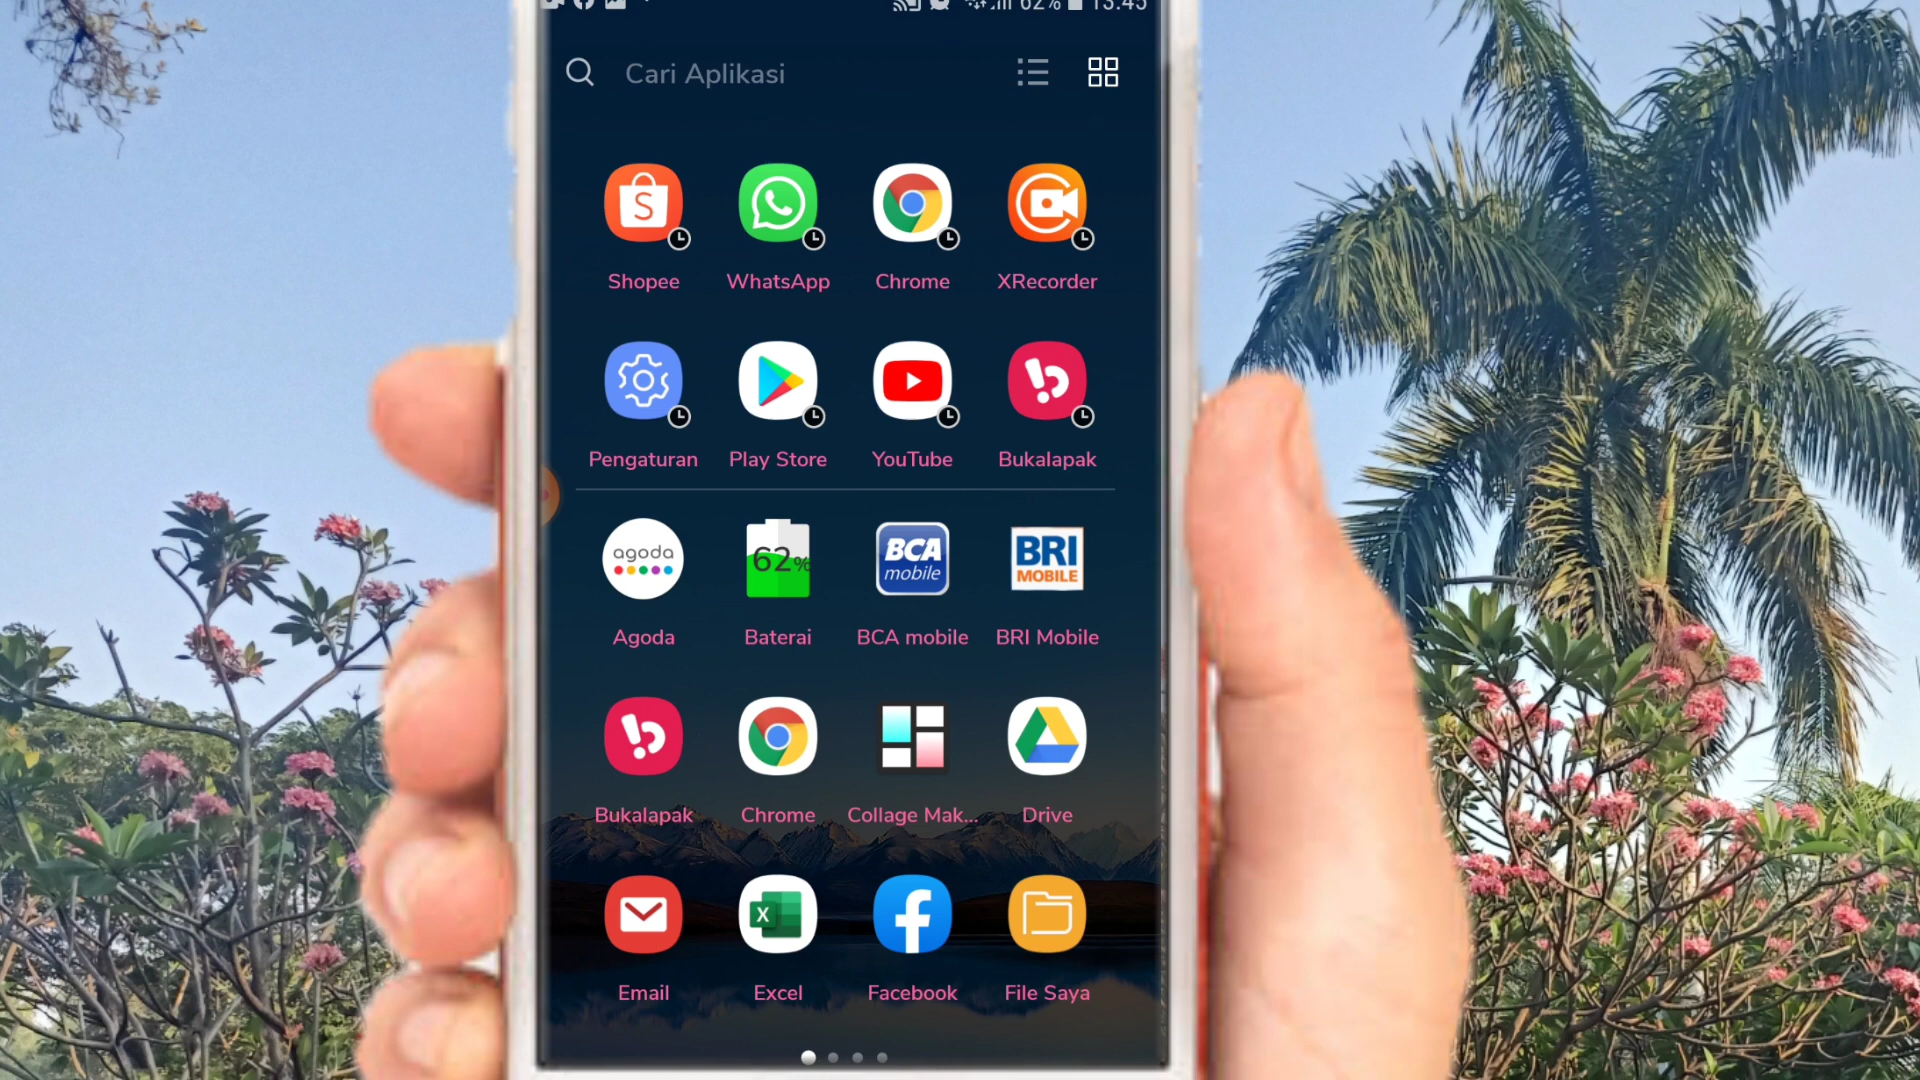 62% 13.45
Cari Aplikasi
S
Shopee WhatsApp Chrome XRecorder
Pengaturan Play Store YouTube Bukalapak
agoda 62% BCA mobile BRI MOBILE
Agoda Baterai BCA mobile BRI Mobile
Bukalapak Chrome Collage Mak... Drive
X
Email Excel Facebook File Saya